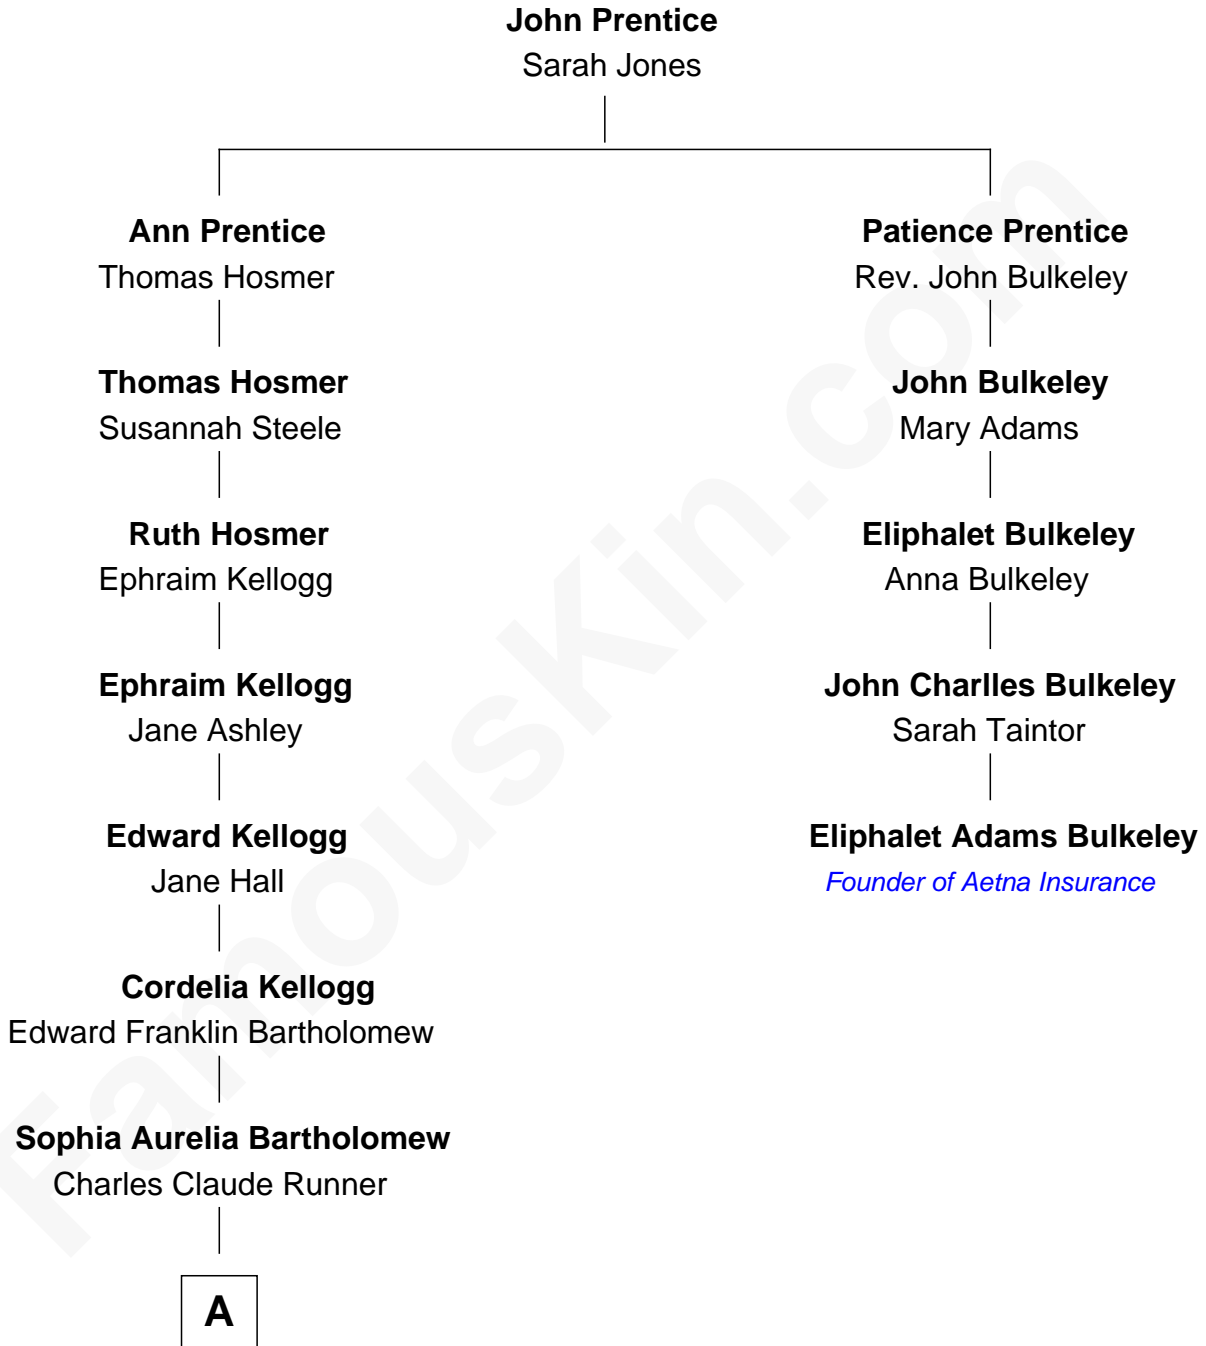 John Prentice
Sarah Jones
Ann Prentice
Thomas Hosmer
Patience Prentice
Rev. John Bulkeley
Thomas Hosmer
Susannah Steele
John Bulkeley
Mary Adams
Ruth Hosmer
Ephraim Kellogg
Eliphalet Bulkeley
Anna Bulkeley
Ephraim Kellogg
Jane Ashley
John Charlles Bulkeley
Sarah Taintor
Edward Kellogg
Jane Hall
Eliphalet Adams Bulkeley
Founder of Aetna Insurance
Cordelia Kellogg
Edward Franklin Bartholomew
Sophia Aurelia Bartholomew
Charles Claude Runner
A
FamousKin.com